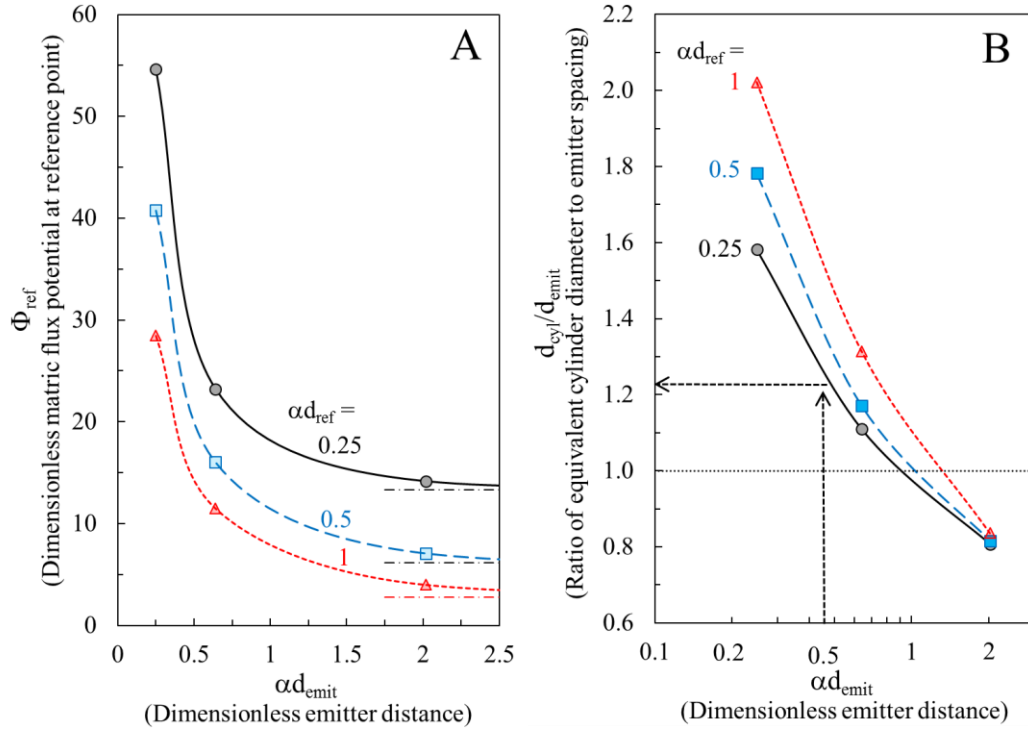 A
Φref
(Dimensionless matric flux potential at reference point)
60
50
40
30
20
10
0
αdref =
0.25
0.5
1
0 0.5 1 1.5 2 2.5
αdemit
(Dimensionless emitter distance)
B
dcyl/demit
(Ratio of equivalent cylinder diameter to emitter spacing)
2.2
2.0
1.8
1.6
1.4
1.2
1.0
0.8
0.6
αdref =
1
0.5
0.25
0.1 0.2 0.5 1 2
αdemit
(Dimensionless emitter distance)